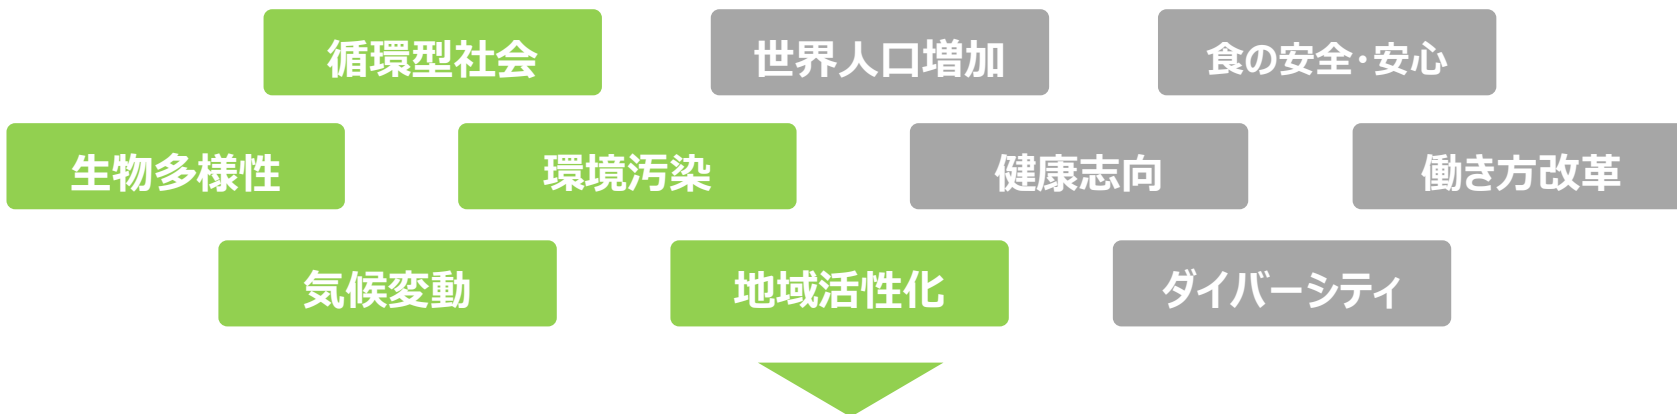 循環型社会
世界人口増加
食の安全・安心
生物多様性
環境汚染
健康志向
働き方改革
気候変動
地域活性化
ダイバーシティ